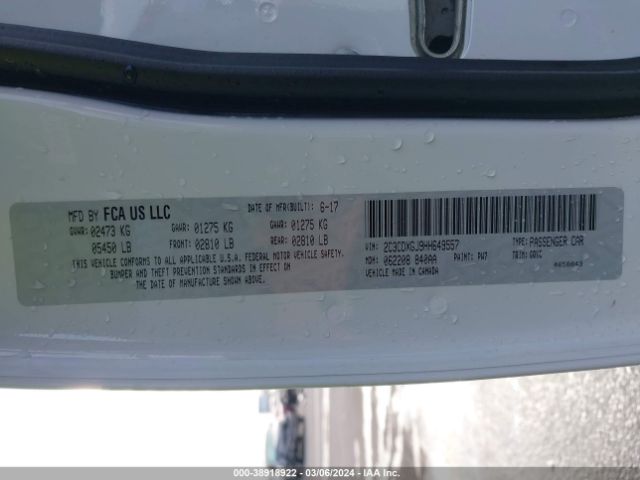 MFD BY FCA US LLC
DATE OF MFR(BUILT): 6-17
GVWR: 02473 KG
GAWR: 01275 KG
GAWR: 01275 KG
05450 LB
FRONT: 02810 LB
REAR: 02810 LB
THIS VEHICLE CONFORMS TO ALL APPLICABLE U.S.A. FEDERAL MOTOR VEHICLE SAFETY,
BUMPER AND THEFT PREVENTION STANDARDS IN EFFECT ON
THE DATE OF MANUFACTURE SHOWN ABOVE.
VIN: 2C3CDXGJ9HH649557
TYPE: PASSENGER CAR
MDH: 062208 840AA
PAINT: PW7
TRIM:
MADE IN CANADA
000-38918922 - 03/06/2024 - IAA Inc.